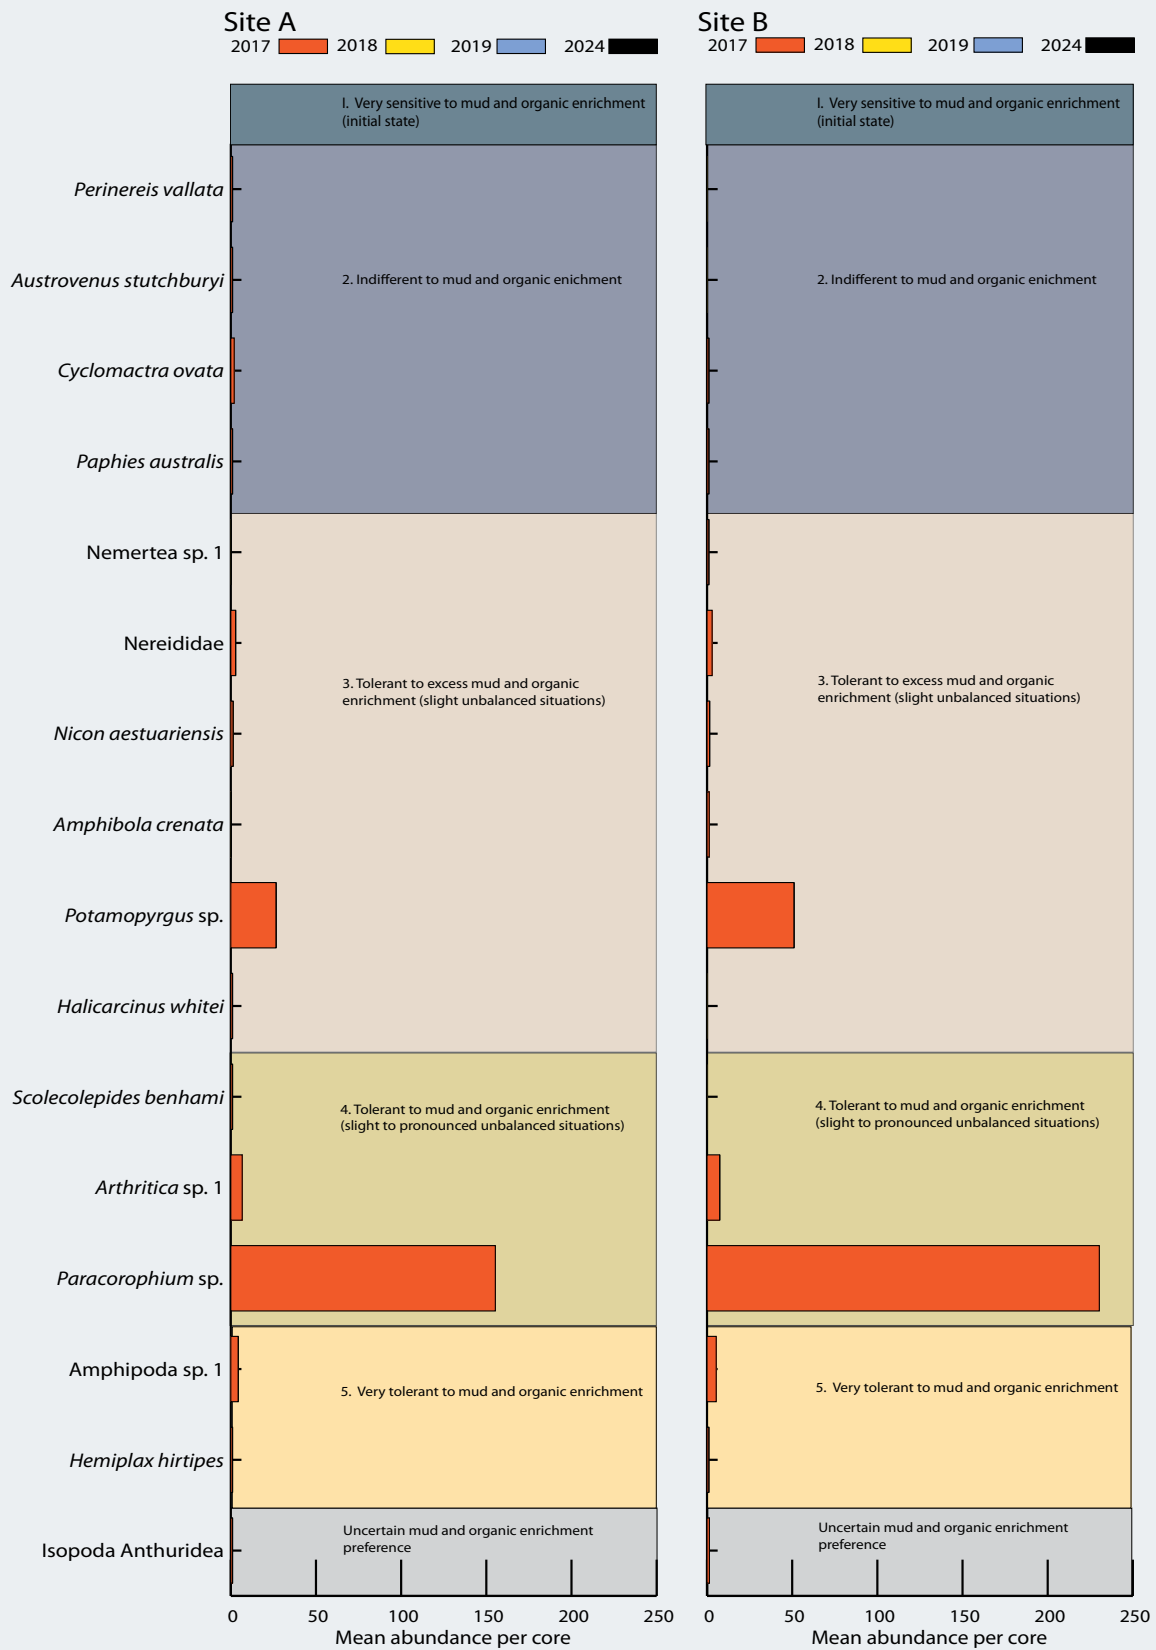 Site A
2017 2018 2019 2024
Site B
2017 2018 2019 2024
I. Very sensitive to mud and organic enrichment
(initial state)
I. Very sensitive to mud and organic enrichment
(initial state)
Perinereis vallata
Austrovenus stutchburyi
2. Indifferent to mud and organic enichment
2. Indifferent to mud and organic enichment
Cyclomactra ovata
Paphies australis
Nemertea sp. 1
Nereididae
3. Tolerant to excess mud and organic
enrichment (slight unbalanced situations)
3. Tolerant to excess mud and organic
enrichment (slight unbalanced situations)
Nicon aestuariensis
Amphibola crenata
Potamopyrgus sp.
Halicarcinus whitei
Scolecolepides benhami
4. Tolerant to mud and organic enrichment
(slight to pronounced unbalanced situations)
4. Tolerant to mud and organic enrichment
(slight to pronounced unbalanced situations)
Arthritica sp. 1
Paracorophium sp.
Amphipoda sp. 1
5. Very tolerant to mud and organic enrichment
5. Very tolerant to mud and organic enrichment
Hemiplax hirtipes
Isopoda Anthuridea
Uncertain mud and organic enrichment
preference
Uncertain mud and organic enrichment
preference
0 50 100 150 200 250
Mean abundance per core
0 50 100 150 200 250
Mean abundance per core